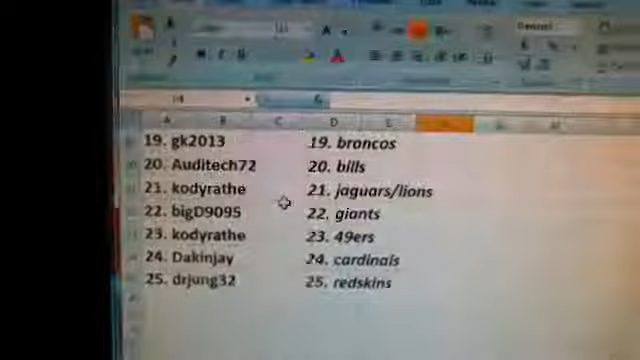 19. gk2013 19. broncos
20. Auditech72 20. bills
21. kodyrathe 21. jaguars/lions
22. bigD9095 22. giants
23. kodyrathe 23. 49ers
24. Dakinjay 24. cardinals
25. drjung32 25. redskins